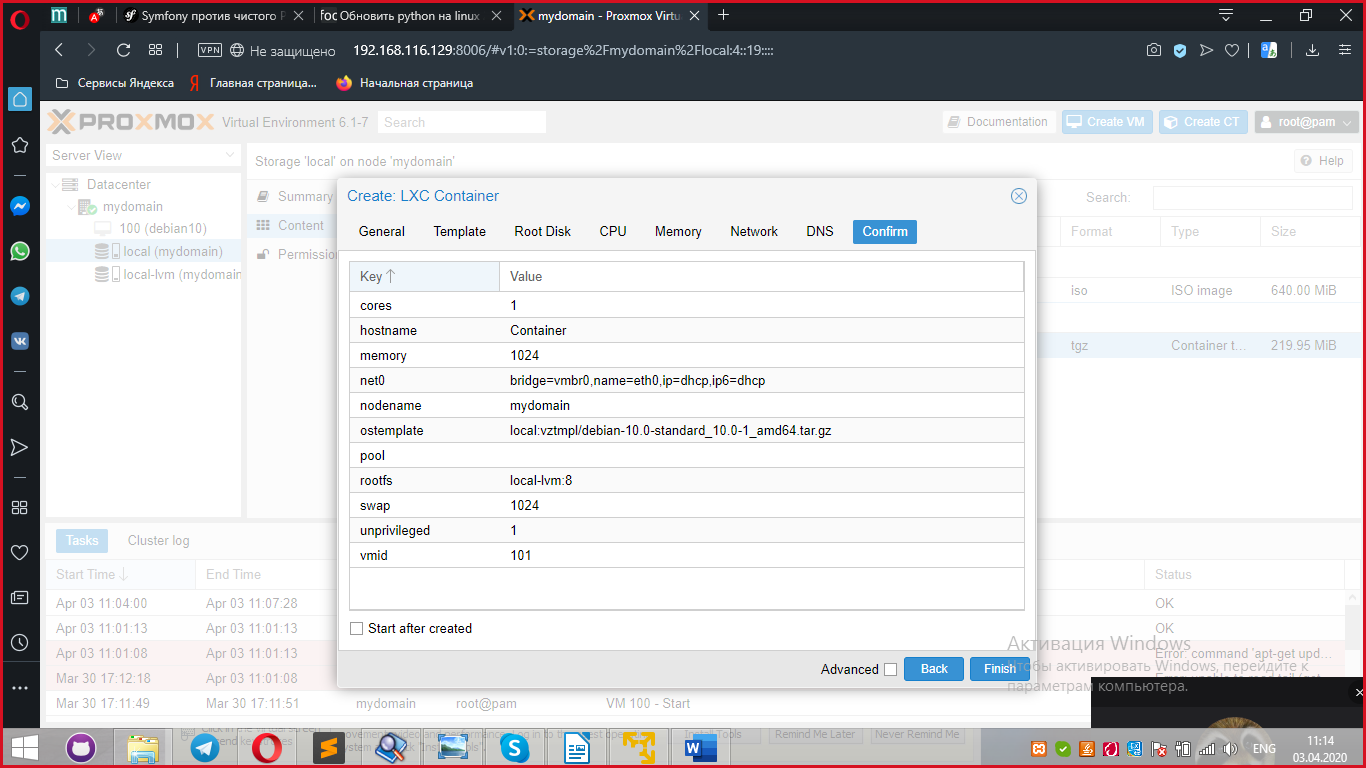 Symfony против чистого P
Обновить python на linux
mydomain - Proxmox Virtu
VPN
Не защищено
192.168.116.129:8006/#v1:0:=storage%2Fmydomain%2Flocal:4::19::::
Сервисы Яндекса
Главная страница...
Начальная страница
PROXMOX
Virtual Environment 6.1-7
Search
Documentation
Create VM
Create CT
root@pam
Server View
Storage 'local' on node 'mydomain'
Help
Datacenter
mydomain
100 (debian10)
local (mydomain)
local-lvm (mydomain
Summary
Content
Permission
Search:
Format Type Size
iso ISO image 640.00 MiB
tgz Container t... 219.95 MiB
Create: LXC Container
General Template Root Disk CPU Memory Network DNS Confirm
Key Value
cores 1
hostname Container
memory 1024
net0 bridge=vmbr0,name=eth0,ip=dhcp,ip6=dhcp
nodename mydomain
ostemplate local:vztmpl/debian-10.0-standard_10.0-1_amd64.tar.gz
pool
rootfs local-lvm:8
swap 1024
unprivileged 1
vmid 101
Start after created
Advanced Back Finish
Tasks Cluster log
Start Time End Time Status
Apr 03 11:04:00 Apr 03 11:07:28 OK
Apr 03 11:01:13 Apr 03 11:01:13 OK
Apr 03 11:01:08 Apr 03 11:01:13 Error: command 'apt-get upd...
Mar 30 17:12:18 Apr 03 11:01:08
Mar 30 17:11:49 Mar 30 17:11:51 mydomain root@pam VM 100 - Start
Активация Windows
Чтобы активировать Windows, перейдите к
параметрам компьютера.
Remind Me Later
Never Remind Me
ENG
11:14
03.04.2020